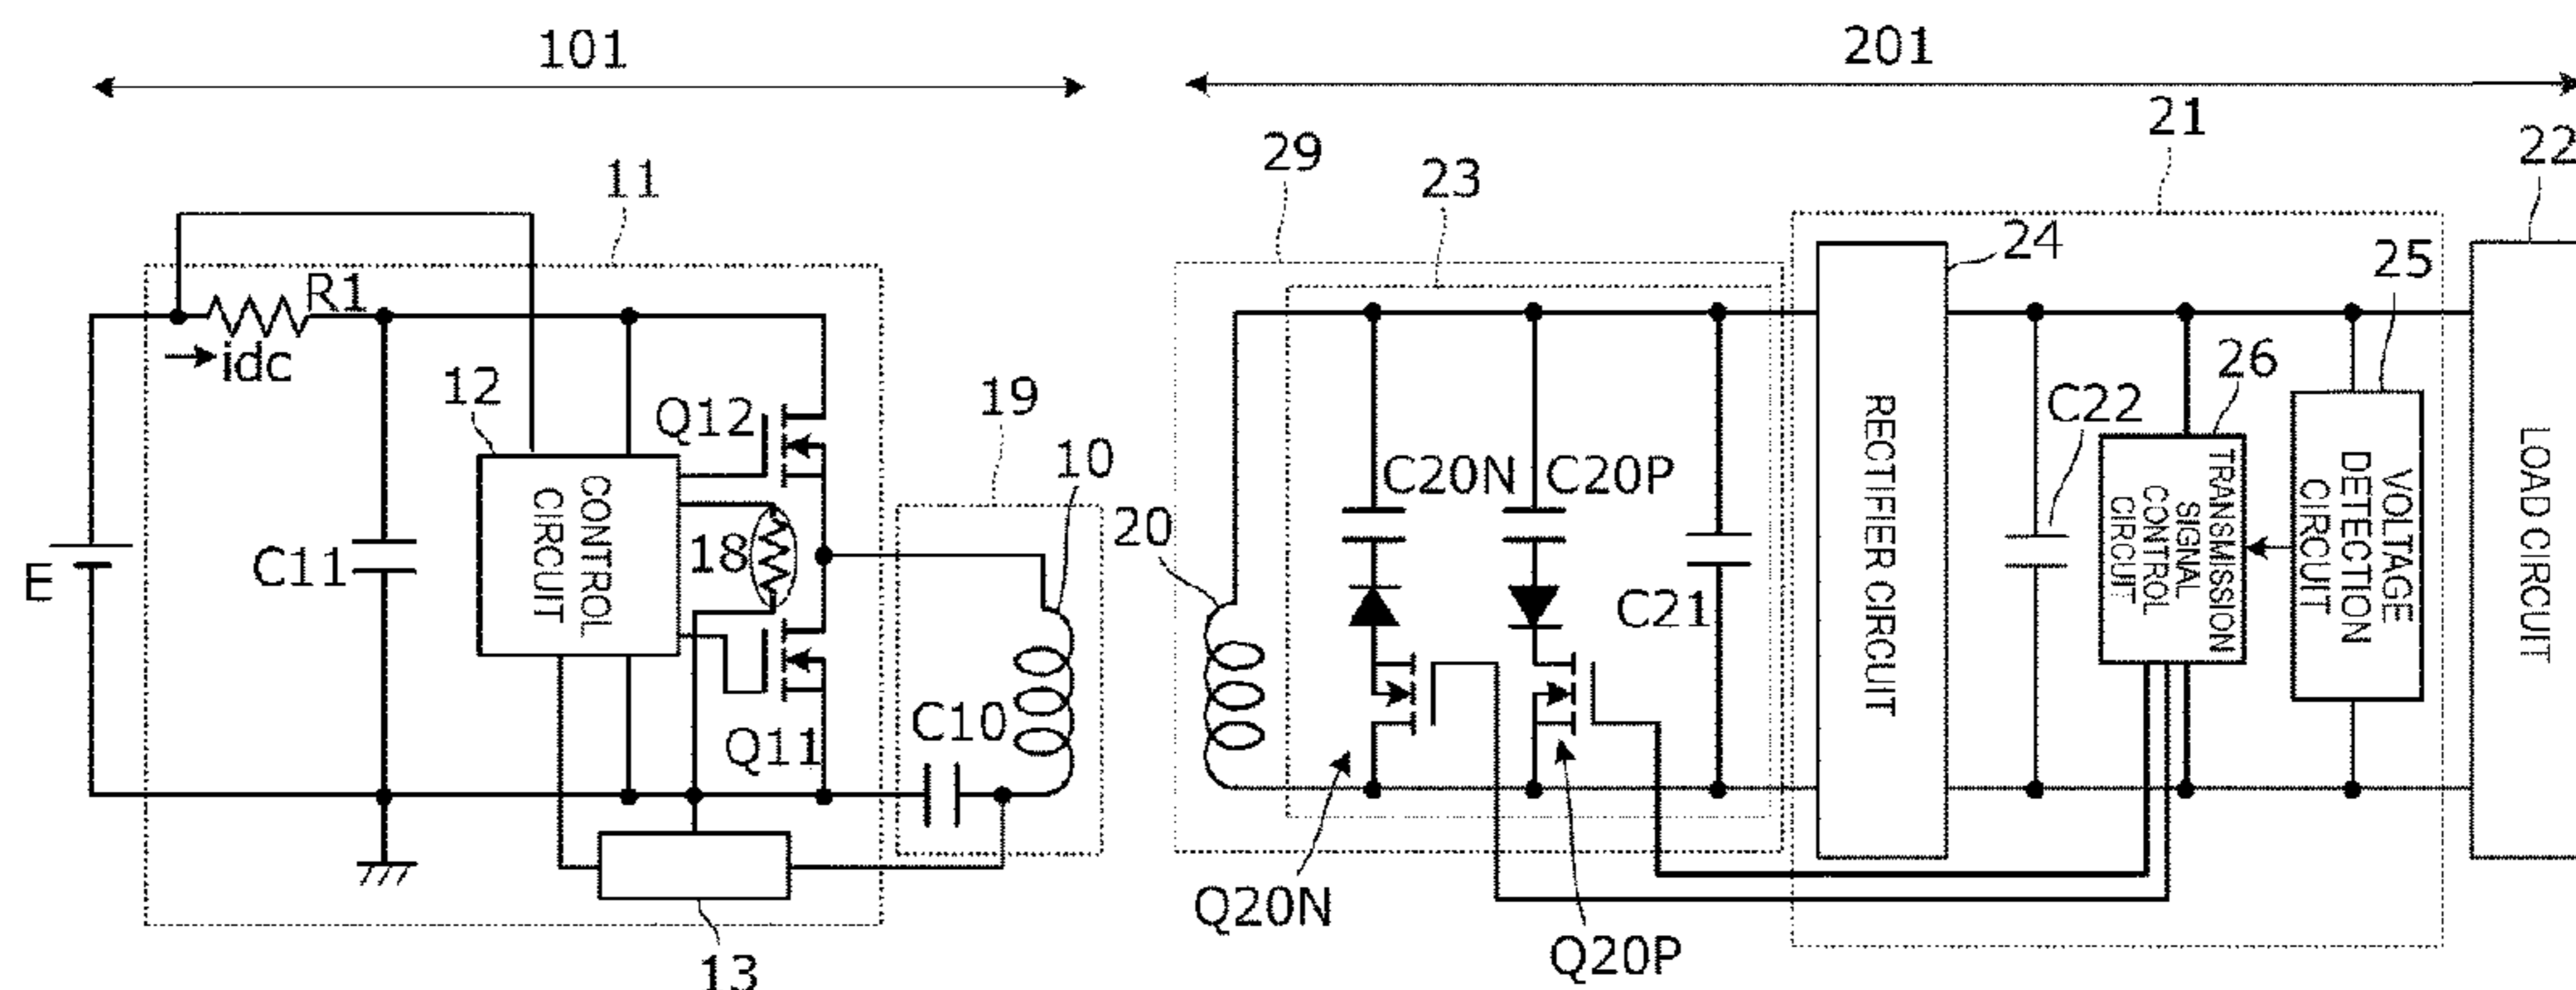 101
201
21
22
29
23
11
24
25
R1
idc
26
12
19
Q12
C22
10
C20N
C20P
20
18
C11
E
C21
C10
Q11
CONTROL
CIRCUIT
RECTIFIER CIRCUIT
TRANSMISSION
SIGNAL
CONTROL
CIRCUIT
VOLTAGE
DETECTION
CIRCUIT
LOAD CIRCUIT
Q20N
Q20P
13